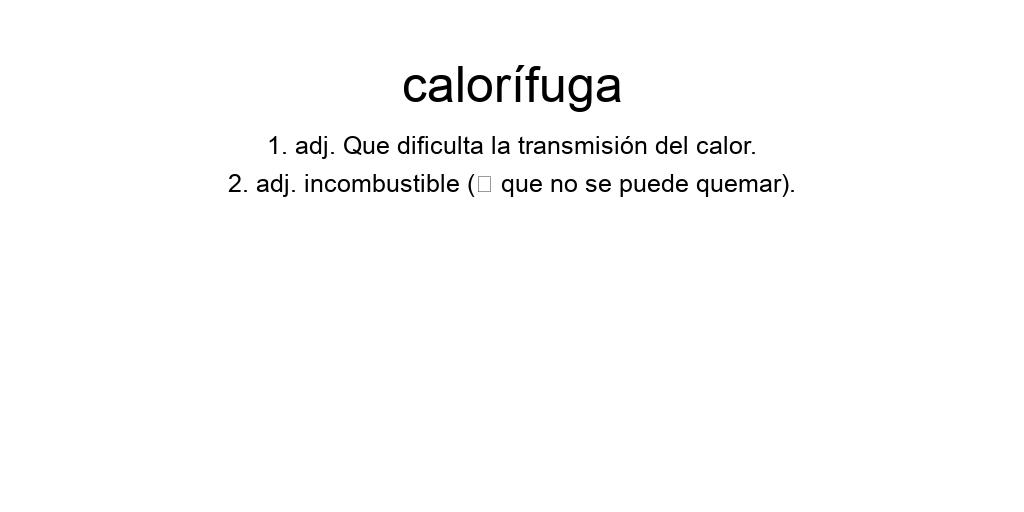 calorífuga
1. adj. Que dificulta la transmisión del calor.
2. adj. incombustible (▯ que no se puede quemar).